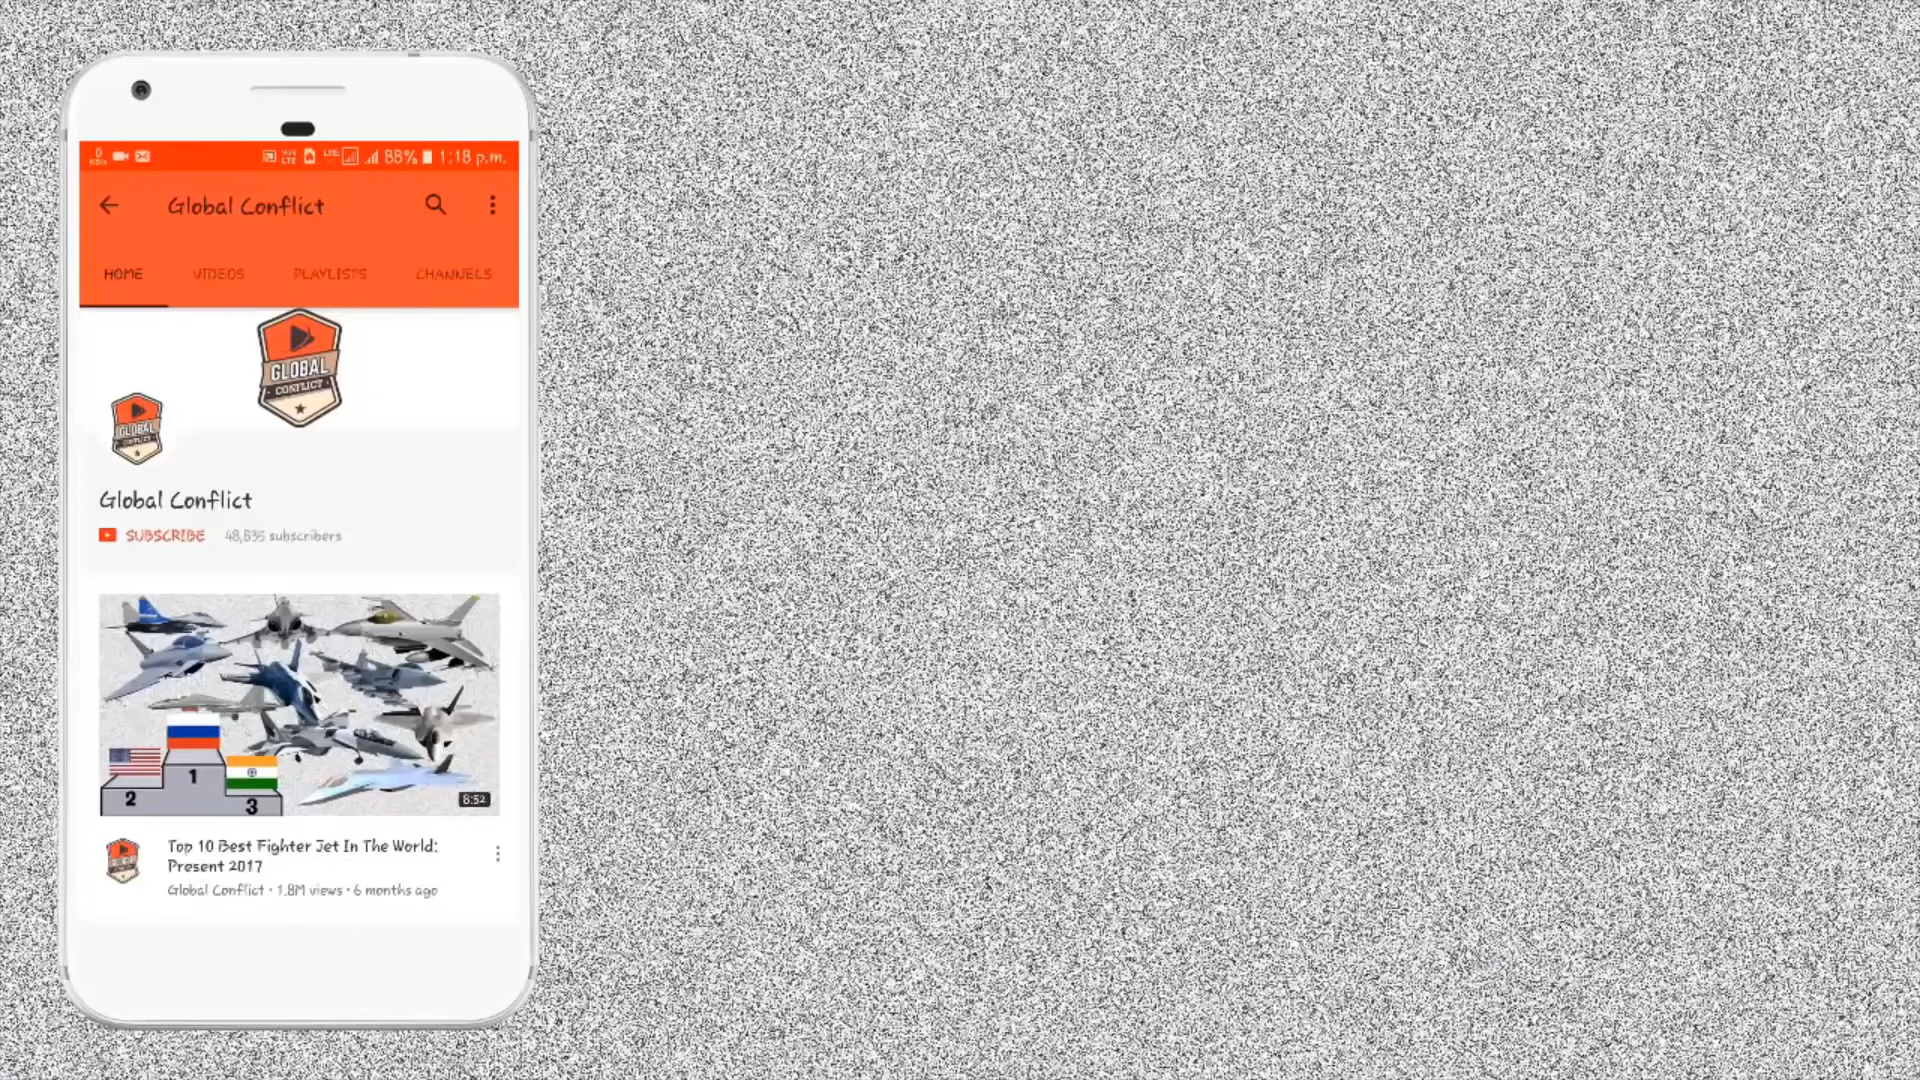 88% 1:18 p.m.
Global Conflict
HOME VIDEOS PLAYLISTS CHANNELS
GLOBAL
CONFLICT
GLOBAL
CONFLICT
Global Conflict
SUBSCRIBE 48,835 subscribers
1
2
3
8:52
Top 10 Best Fighter Jet In The World:
Present 2017
Global Conflict • 1.8M views • 6 months ago